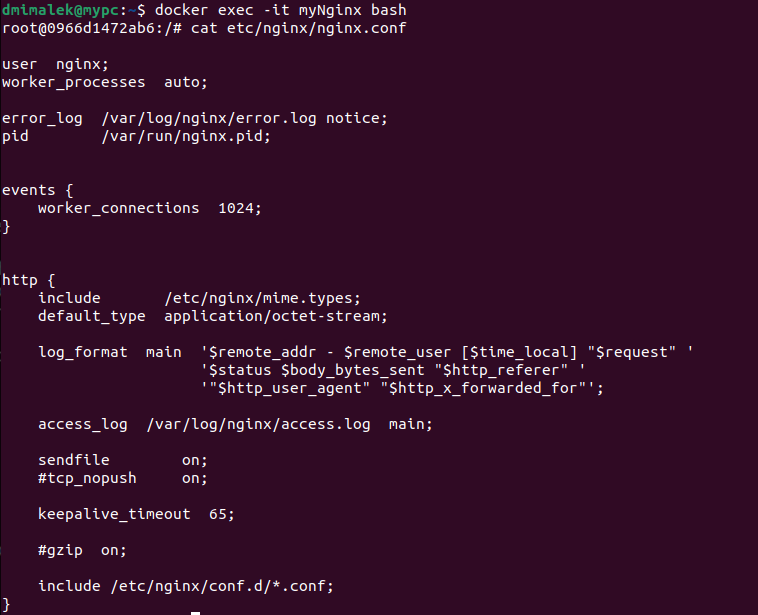 dmimalek@mypc:~$ docker exec -it myNginx bash
root@0966d1472ab6:/# cat etc/nginx/nginx.conf
user  nginx;
worker_processes  auto;
error_log  /var/log/nginx/error.log notice;
pid        /var/run/nginx.pid;
events {
    worker_connections  1024;
}
http {
    include       /etc/nginx/mime.types;
    default_type  application/octet-stream;
    log_format  main  '$remote_addr - $remote_user [$time_local] "$request" '
                      '$status $body_bytes_sent "$http_referer" '
                      '"$http_user_agent" "$http_x_forwarded_for"';
    access_log  /var/log/nginx/access.log  main;
    sendfile        on;
    #tcp_nopush     on;
    keepalive_timeout  65;
    #gzip  on;
    include /etc/nginx/conf.d/*.conf;
}